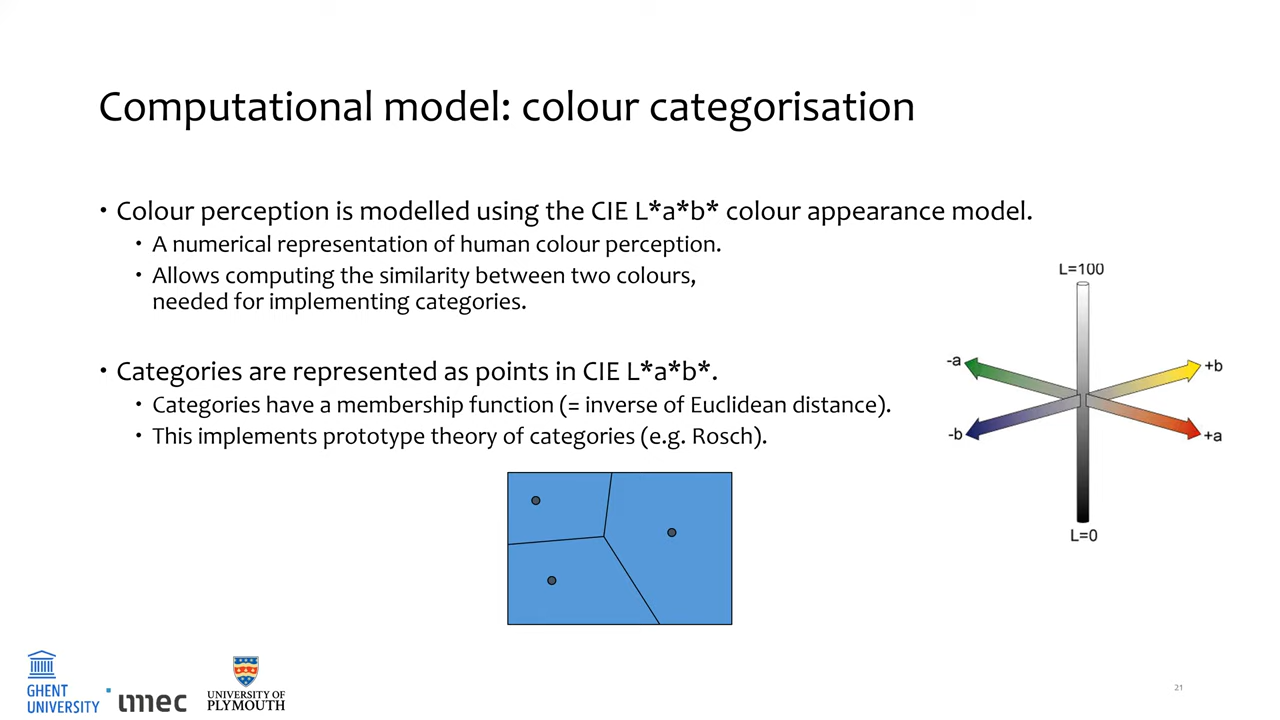 Computational model: colour categorisation
• Colour perception is modelled using the CIE L*a*b* colour appearance model.
• A numerical representation of human colour perception.
• Allows computing the similarity between two colours,
needed for implementing categories.
• Categories are represented as points in CIE L*a*b*.
• Categories have a membership function (= inverse of Euclidean distance).
• This implements prototype theory of categories (e.g. Rosch).
L=100
-a
+b
-b
+a
L=0
GHENT
UNIVERSITY
imec
UNIVERSITY OF
PLYMOUTH
21